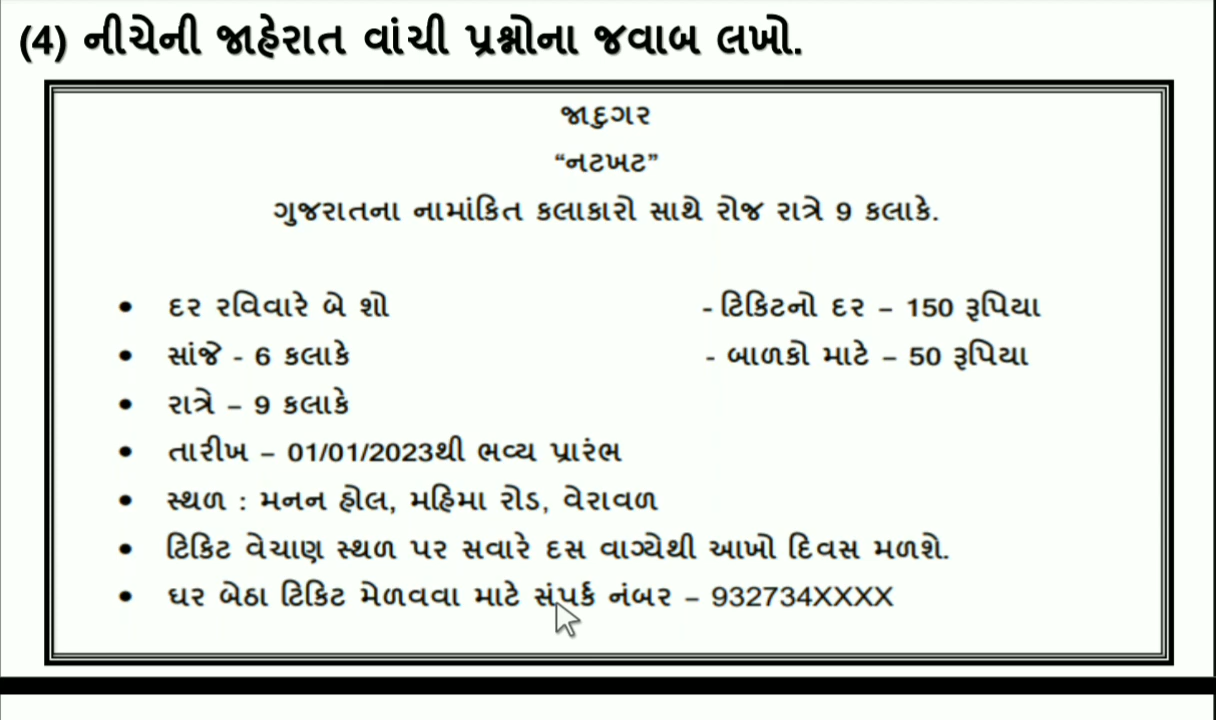 (4) નીચેની જાહેરાત વાંચી પ્રશ્નોના જવાબ લખો.
જાદુગર
“નટખટ”
ગુજરાતના નામાંકિત કલાકારો સાથે રોજ રાત્રે 9 કલાકે.
• દર રવિવારે બે શો - ટિકિટનો દર – 150 રૂપિયા
• સાંજે - 6 કલાકે - બાળકો માટે – 50 રૂપિયા
• રાત્રે – 9 કલાકે
• તારીખ – 01/01/2023થી ભવ્ય પ્રારંભ
• સ્થળ : મનન હોલ, મહિમા રોડ, વેરાવળ
• ટિકિટ વેચાણ સ્થળ પર સવારે દસ વાગ્યેથી આખો દિવસ મળશે.
• ઘર બેઠા ટિકિટ મેળવવા માટે સંપર્ક નંબર – 932734XXXX